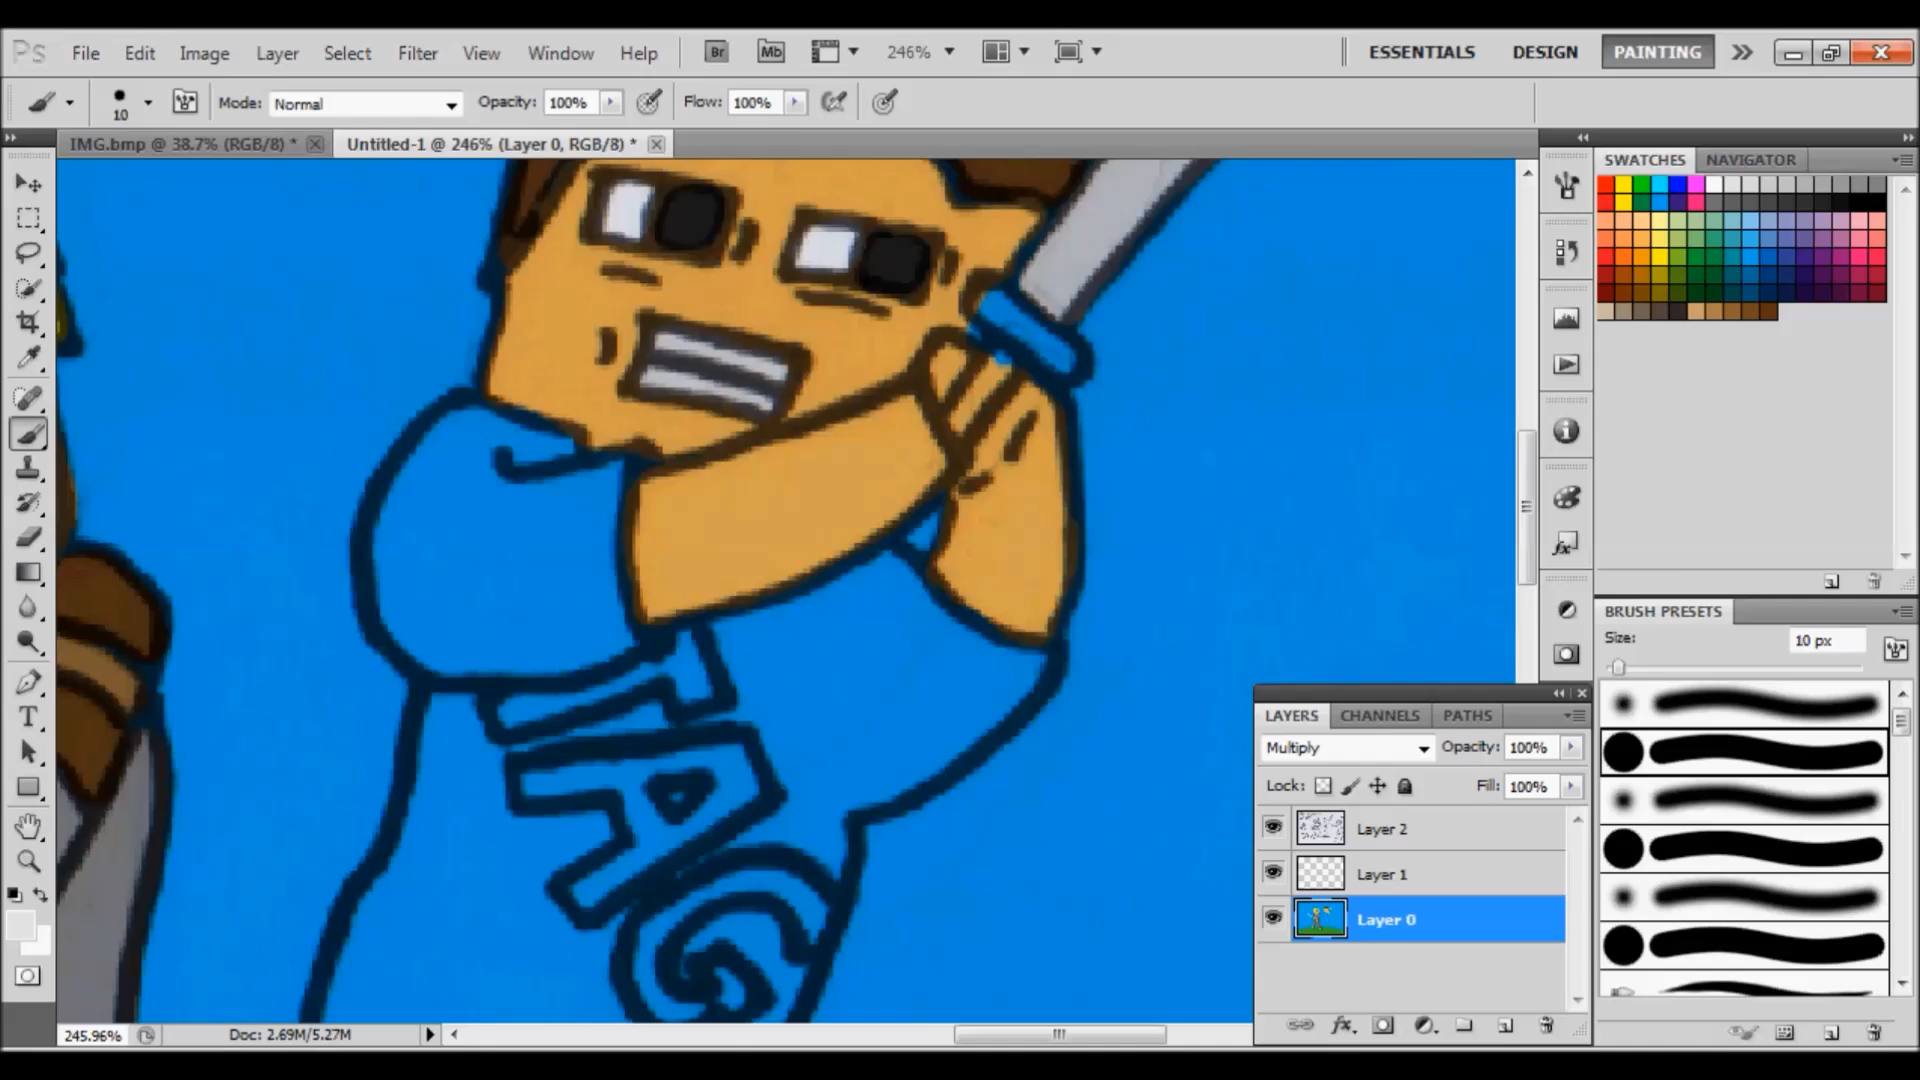 Ps File Edit Image Layer Select Filter View Window Help Br Mb 246% ESSENTIALS DESIGN PAINTING
10 Mode: Normal Opacity: 100% Flow: 100%
IMG.bmp @ 38.7% (RGB/8) * Untitled-1 @ 246% (Layer 0, RGB/8) *
SWATCHES NAVIGATOR
BRUSH PRESETS
Size: 10 px
LAYERS CHANNELS PATHS
Multiply Opacity: 100%
Lock: Fill: 100%
Layer 2
Layer 1
Layer 0
fx
245.96% Doc: 2.69M/5.27M